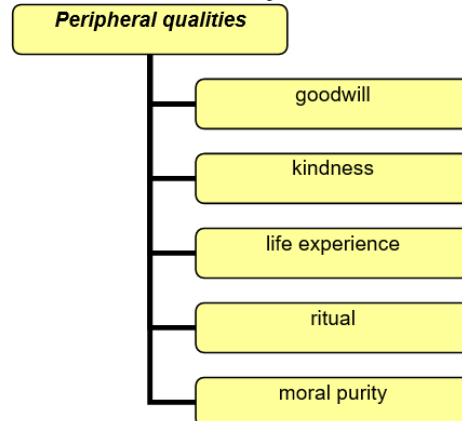 Peripheral qualities
goodwill
kindness
life experience
ritual
moral purity